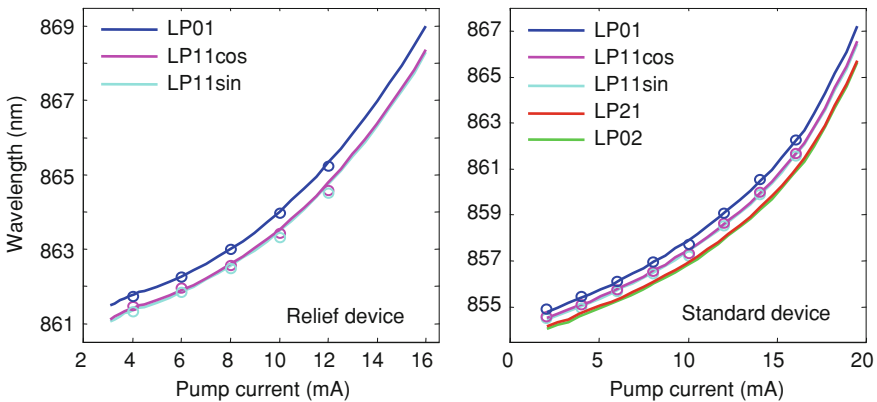 869
867
865
863
861
Wavelength (nm)
LP01
LP11cos
LP11sin
Relief device
2 4 6 8 10 12 14 16
Pump current (mA)
867
865
863
861
859
857
855
LP01
LP11cos
LP11sin
LP21
LP02
Standard device
0 5 10 15 20
Pump current (mA)